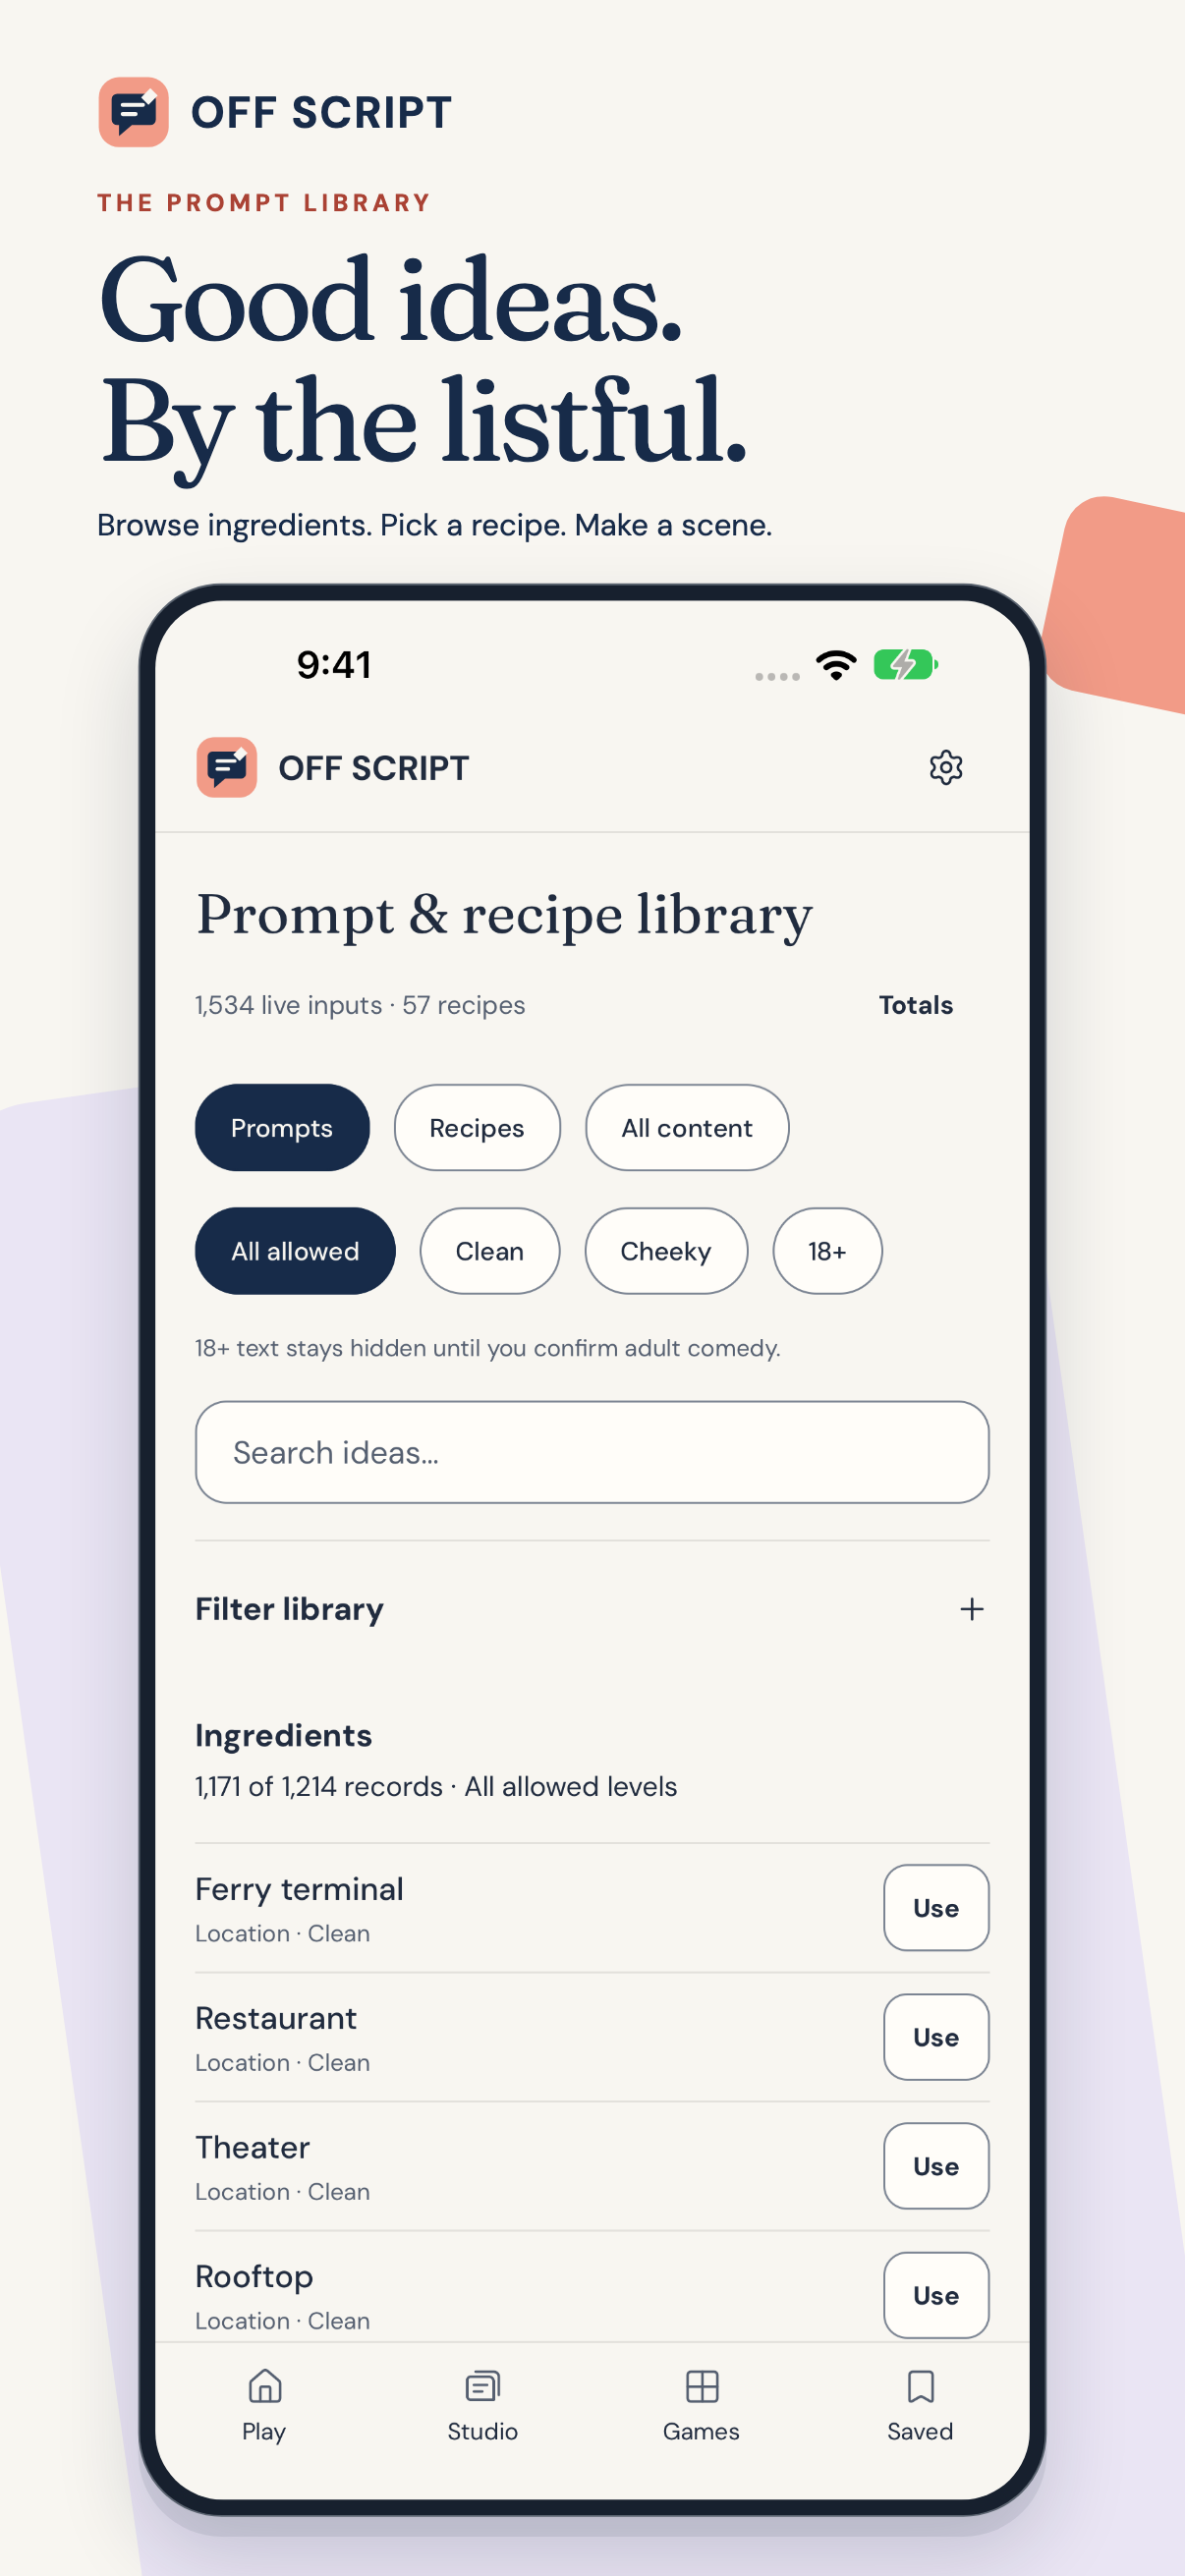 OFF SCRIPT
THE PROMPT LIBRARY
Good ideas.
By the listful.
Browse ingredients. Pick a recipe. Make a scene.
9:41
OFF SCRIPT
Prompt & recipe library
1,534 live inputs · 57 recipes Totals
Prompts Recipes All content
All allowed Clean Cheeky 18+
18+ text stays hidden until you confirm adult comedy.
Search ideas...
Filter library +
Ingredients
1,171 of 1,214 records · All allowed levels
Ferry terminal
Location · Clean
Use
Restaurant
Location · Clean
Use
Theater
Location · Clean
Use
Rooftop
Location · Clean
Use
Play Studio Games Saved